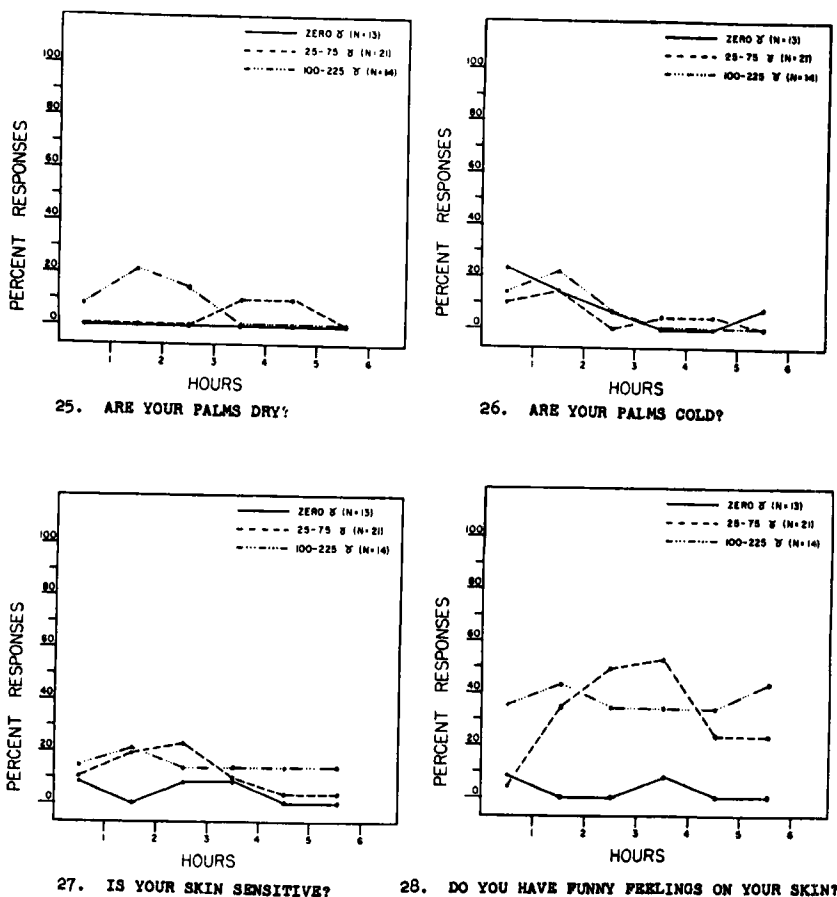 ZERO ɣ (N=13)
25-75 ɣ (N=21)
100-225 ɣ (N=14)
PERCENT RESPONSES
100
80
60
40
20
0
1 2 3 4 5 6
HOURS
25. ARE YOUR PALMS DRY?
ZERO ɣ (N=13)
25-75 ɣ (N=21)
100-225 ɣ (N=14)
PERCENT RESPONSES
100
80
60
40
20
0
1 2 3 4 5 6
HOURS
26. ARE YOUR PALMS COLD?
ZERO ɣ (N=13)
25-75 ɣ (N=21)
100-225 ɣ (N=14)
PERCENT RESPONSES
100
80
60
40
20
0
1 2 3 4 5 6
HOURS
27. IS YOUR SKIN SENSITIVE?
ZERO ɣ (N=13)
25-75 ɣ (N=21)
100-225 ɣ (N=14)
PERCENT RESPONSES
100
80
60
40
20
0
1 2 3 4 5 6
HOURS
28. DO YOU HAVE FUNNY FEELINGS ON YOUR SKIN?